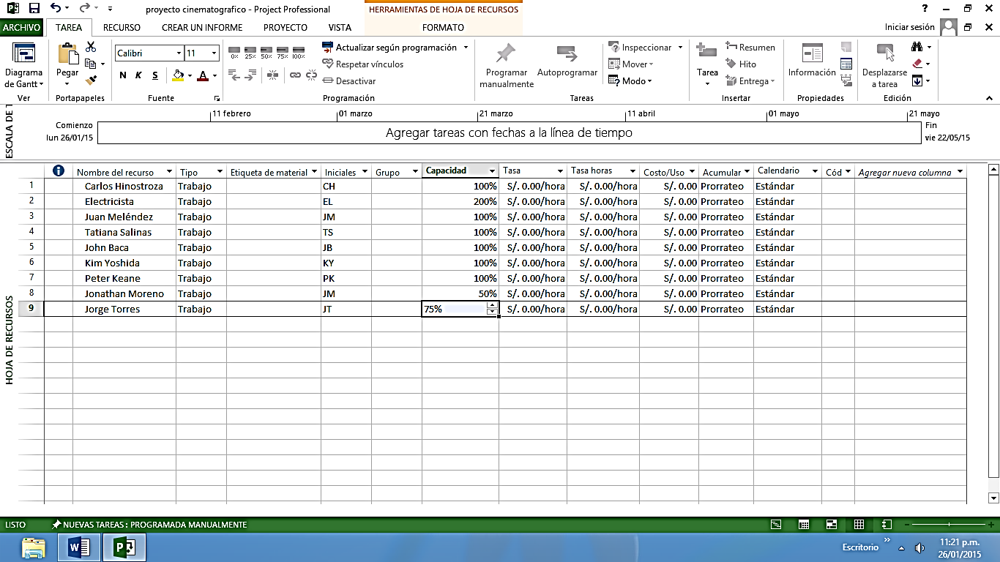 proyecto cinematografico - Project Professional
HERRAMIENTAS DE HOJA DE RECURSOS
ARCHIVO TAREA RECURSO CREAR UN INFORME PROYECTO VISTA FORMATO Iniciar sesión
Diagrama de Gantt
Ver
Pegar
Portapapeles
Calibri 11
N K S A
Fuente
0% 25% 50% 75% 100%
Actualizar según programación
Respetar vínculos
Desactivar
Programación
Programar manualmente
Autoprogramar
Inspeccionar
Mover
Modo
Tareas
Tarea
Resumen
Hito
Entrega
Insertar
Información
Propiedades
Desplazarse a tarea
Edición
ESCALA DE T
11 febrero 01 marzo 21 marzo 11 abril 01 mayo 21 mayo
Comienzo
lun 26/01/15
Agregar tareas con fechas a la línea de tiempo
Fin
vie 22/05/15
HOJA DE RECURSOS
Nombre del recurso Tipo Etiqueta de material Iniciales Grupo Capacidad Tasa Tasa horas Costo/Uso Acumular Calendario Cód Agregar nueva columna
1 Carlos Hinostroza Trabajo CH 100% S/. 0.00/hora S/. 0.00/hora S/. 0.00 Prorrateo Estándar
2 Electricista Trabajo EL 200% S/. 0.00/hora S/. 0.00/hora S/. 0.00 Prorrateo Estándar
3 Juan Meléndez Trabajo JM 100% S/. 0.00/hora S/. 0.00/hora S/. 0.00 Prorrateo Estándar
4 Tatiana Salinas Trabajo TS 100% S/. 0.00/hora S/. 0.00/hora S/. 0.00 Prorrateo Estándar
5 John Baca Trabajo JB 100% S/. 0.00/hora S/. 0.00/hora S/. 0.00 Prorrateo Estándar
6 Kim Yoshida Trabajo KY 100% S/. 0.00/hora S/. 0.00/hora S/. 0.00 Prorrateo Estándar
7 Peter Keane Trabajo PK 100% S/. 0.00/hora S/. 0.00/hora S/. 0.00 Prorrateo Estándar
8 Jonathan Moreno Trabajo JM 50% S/. 0.00/hora S/. 0.00/hora S/. 0.00 Prorrateo Estándar
9 Jorge Torres Trabajo JT 75% S/. 0.00/hora S/. 0.00/hora S/. 0.00 Prorrateo Estándar
LISTO NUEVAS TAREAS : PROGRAMADA MANUALMENTE
Escritorio
11:21 p.m.
26/01/2015